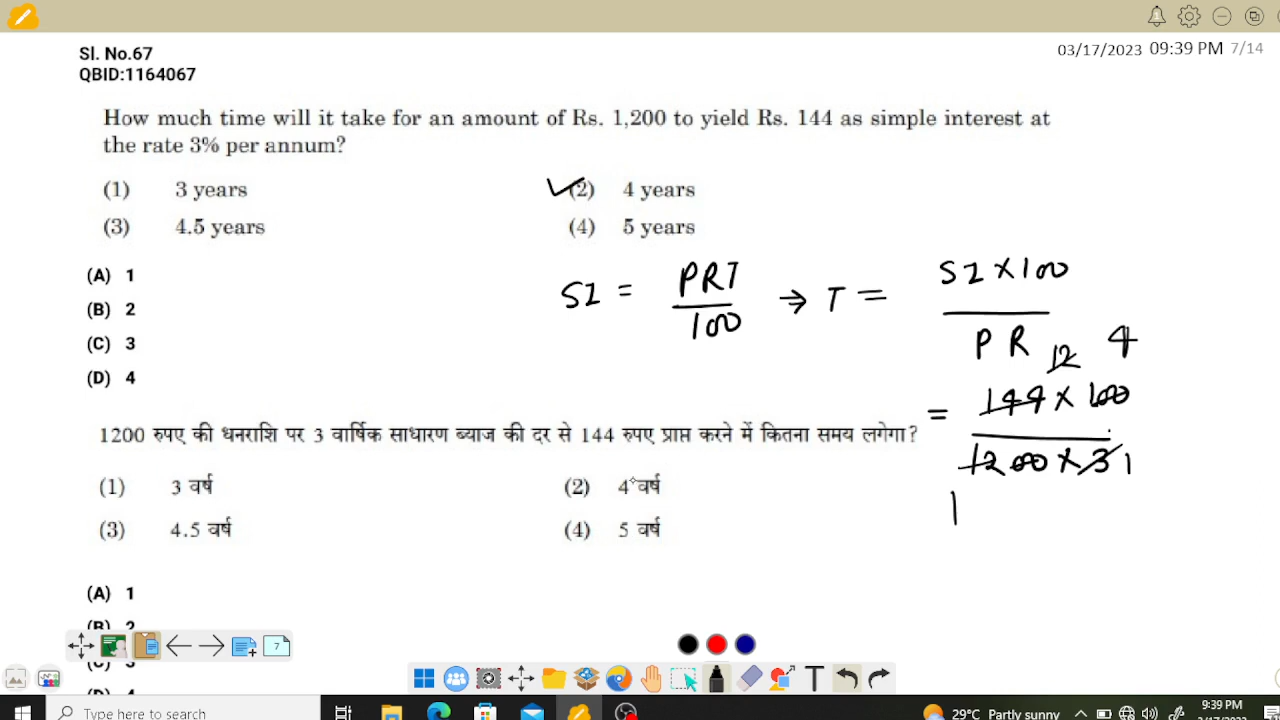 03/17/2023 09:39 PM 7/14
Sl. No.67
QBID:1164067
How much time will it take for an amount of Rs. 1,200 to yield Rs. 144 as simple interest at
the rate 3% per annum?
(1) 3 years (2) 4 years
(3) 4.5 years (4) 5 years
(A) 1
(B) 2
(C) 3
(D) 4
SI = PRT/100 → T = SI × 100 / PR
12 4
= 144 × 100 / 1200 × 3 1
1
1200 रुपए की धनराशि पर 3 वार्षिक साधारण ब्याज की दर से 144 रुपए प्राप्त करने में कितना समय लगेगा?
(1) 3 वर्ष (2) 4 वर्ष
(3) 4.5 वर्ष (4) 5 वर्ष
(A) 1
(B) 2
(C) 3
(D) 4
7
T
Type here to search
29°C Partly sunny
9:39 PM